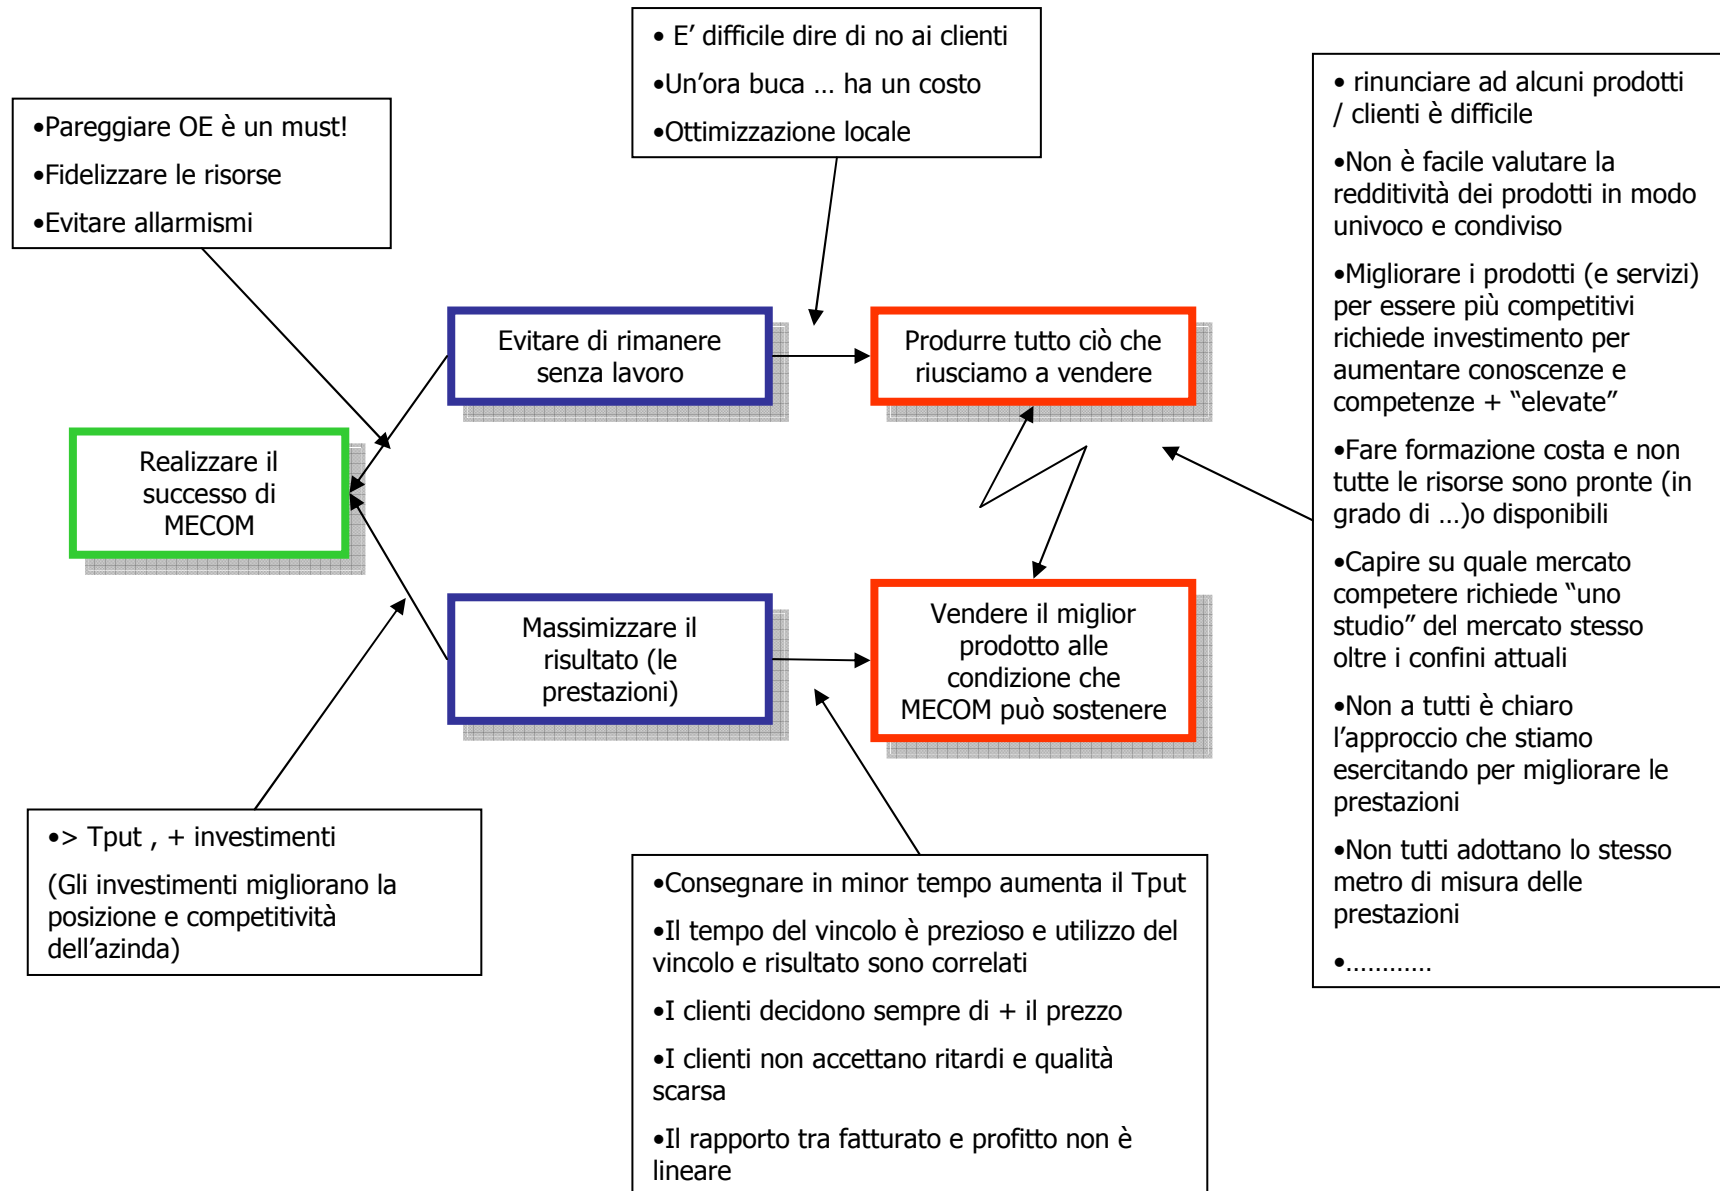 • E’ difficile dire di no ai clienti
•Un’ora buca … ha un costo
•Ottimizzazione locale
•Pareggiare OE è un must!
•Fidelizzare le risorse
•Evitare allarmismi
Evitare di rimanere
senza lavoro
Produrre tutto ciò che
riusciamo a vendere
Realizzare il
successo di
MECOM
Massimizzare il
risultato (le
prestazioni)
Vendere il miglior
prodotto alle
condizione che
MECOM può sostenere
•> Tput , + investimenti
(Gli investimenti migliorano la
posizione e competitività
dell’azinda)
•Consegnare in minor tempo aumenta il Tput
•Il tempo del vincolo è prezioso e utilizzo del
vincolo e risultato sono correlati
•I clienti decidono sempre di + il prezzo
•I clienti non accettano ritardi e qualità
scarsa
•Il rapporto tra fatturato e profitto non è
lineare
• rinunciare ad alcuni prodotti
/ clienti è difficile
•Non è facile valutare la
redditività dei prodotti in modo
univoco e condiviso
•Migliorare i prodotti (e servizi)
per essere più competitivi
richiede investimento per
aumentare conoscenze e
competenze + “elevate”
•Fare formazione costa e non
tutte le risorse sono pronte (in
grado di …)o disponibili
•Capire su quale mercato
competere richiede “uno
studio” del mercato stesso
oltre i confini attuali
•Non a tutti è chiaro
l’approccio che stiamo
esercitando per migliorare le
prestazioni
•Non tutti adottano lo stesso
metro di misura delle
prestazioni
•…………